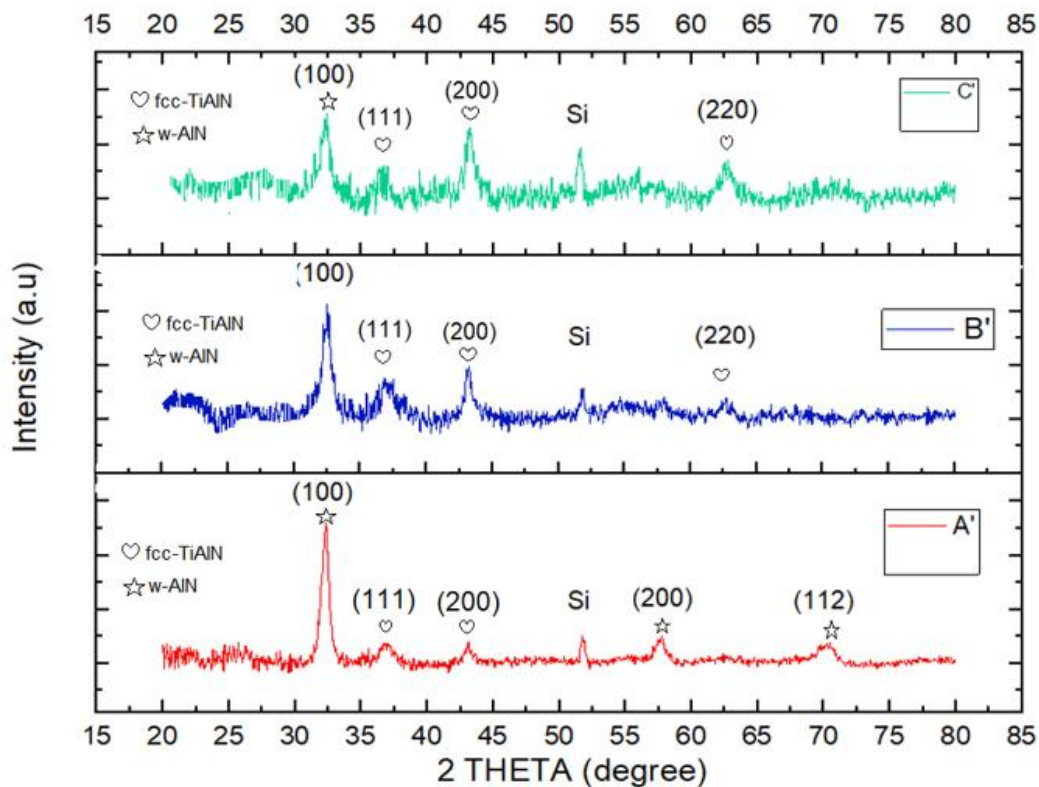 15 20 25 30 35 40 45 50 55 60 65 70 75 80 85
(100)
(200)
♡ fcc-TiAlN
(111)
Si
(220)
C'
☆ w-AlN
(100)
♡ fcc-TiAlN
(111)
(200)
Si
(220)
B'
☆ w-AlN
(100)
♡ fcc-TiAlN
A'
☆ w-AlN
(111)
(200)
Si
(200)
(112)
Intensity (a.u)
15 20 25 30 35 40 45 50 55 60 65 70 75 80 85
2 THETA (degree)